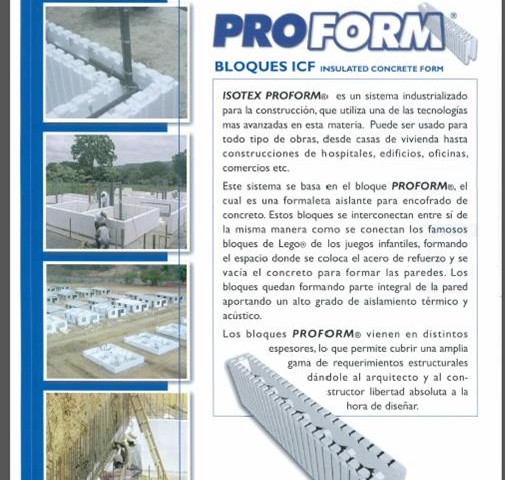 PROFORM®
BLOQUES ICF INSULATED CONCRETE FORM
ISOTEX PROFORM® es un sistema industrializado
para la construcción, que utiliza una de las tecnologías
mas avanzadas en esta materia. Puede ser usado para
todo tipo de obras, desde casas de vivienda hasta
construcciones de hospitales, edificios, oficinas,
comercios etc.
Este sistema se basa en el bloque PROFORM®, el
cual es una formaleta aislante para encofrado de
concreto. Estos bloques se interconectan entre sí de
la misma manera como se conectan los famosos
bloques de Lego® de los juegos infantiles, formando
el espacio donde se coloca el acero de refuerzo y se
vacía el concreto para formar las paredes. Los
bloques quedan formando parte integral de la pared
aportando un alto grado de aislamiento térmico y
acústico.
Los bloques PROFORM® vienen en distintos
espesores, lo que permite cubrir una amplia
gama de requerimientos estructurales
dándole al arquitecto y al con-
structor libertad absoluta a la
hora de diseñar.